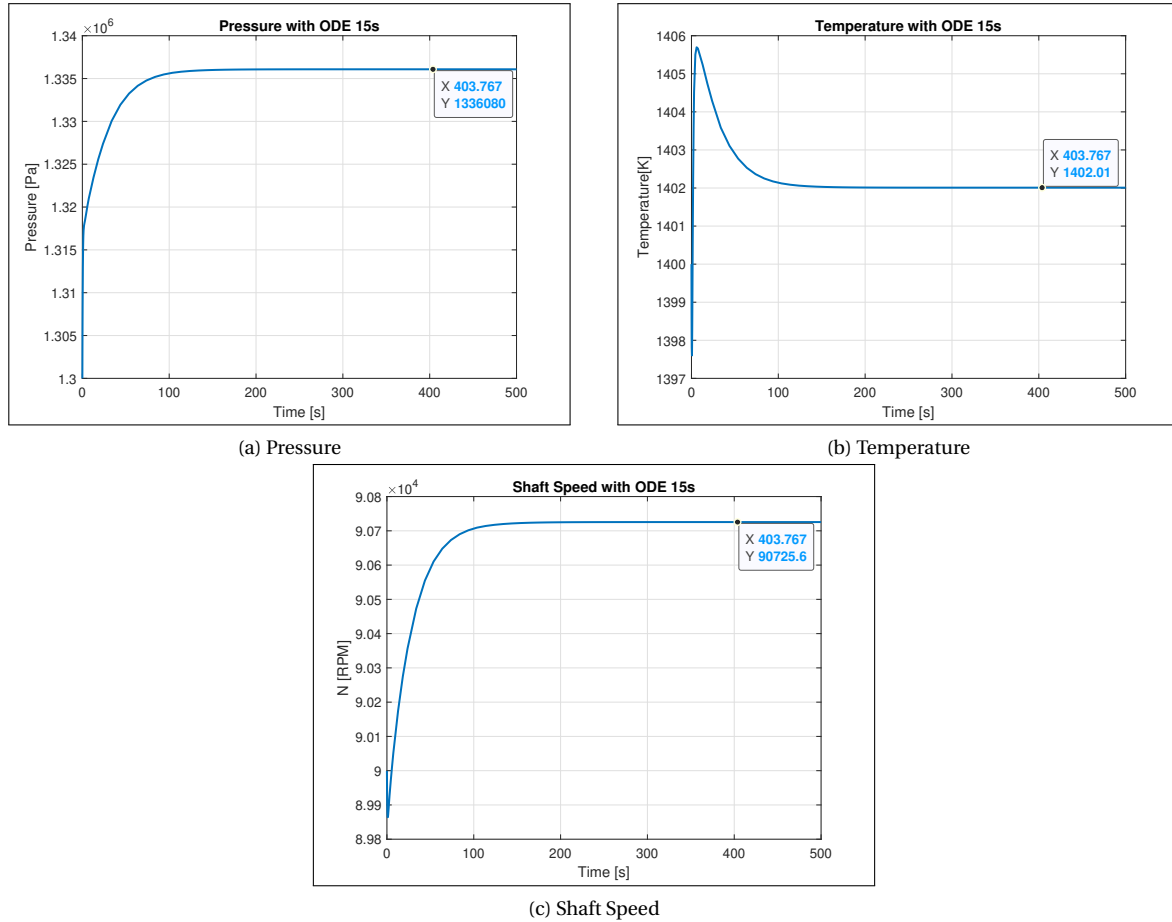 Pressure with ODE 15s
×10^6
1.34
1.335
1.33
1.325
1.32
1.315
1.31
1.305
1.3
Pressure [Pa]
X 403.767
Y 1336080
0 100 200 300 400 500
Time [s]
(a) Pressure
Temperature with ODE 15s
1406
1405
1404
1403
1402
1401
1400
1399
1398
1397
Temperature[K]
X 403.767
Y 1402.01
0 100 200 300 400 500
Time [s]
(b) Temperature
Shaft Speed with ODE 15s
×10^4
9.08
9.07
9.06
9.05
9.04
9.03
9.02
9.01
9
8.99
8.98
N [RPM]
X 403.767
Y 90725.6
0 100 200 300 400 500
Time [s]
(c) Shaft Speed